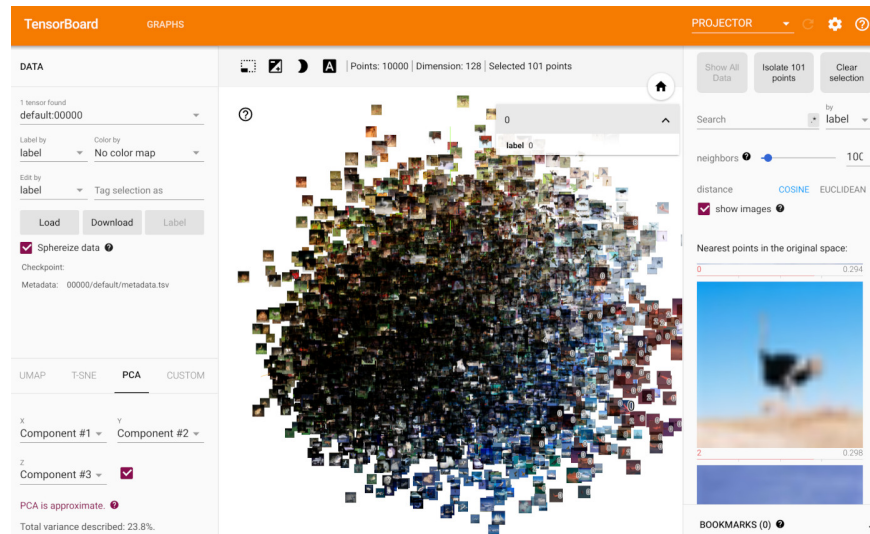 TensorBoard GRAPHS PROJECTOR
DATA
A | Points: 10000 | Dimension: 128 | Selected 101 points
Show All Data
Isolate 101 points
Clear selection
1 tensor found
default:00000
Label by
label
Color by
No color map
Edit by
label
Tag selection as
Load
Download
Label
Sphereize data
Checkpoint:
Metadata: 00000/default/metadata.tsv
UMAP T-SNE PCA CUSTOM
X
Component #1
Y
Component #2
Z
Component #3
PCA is approximate.
Total variance described: 23.8%.
0
label 0
Search .* by
label
neighbors 100
distance COSINE EUCLIDEAN
show images
Nearest points in the original space:
0 0.294
2 0.298
BOOKMARKS (0)